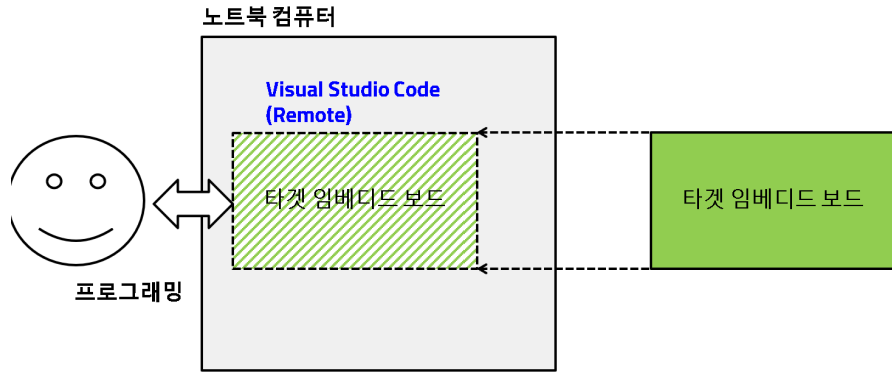 노트북 컴퓨터
Visual Studio Code
(Remote)
타겟 임베디드 보드
타겟 임베디드 보드
프로그래밍